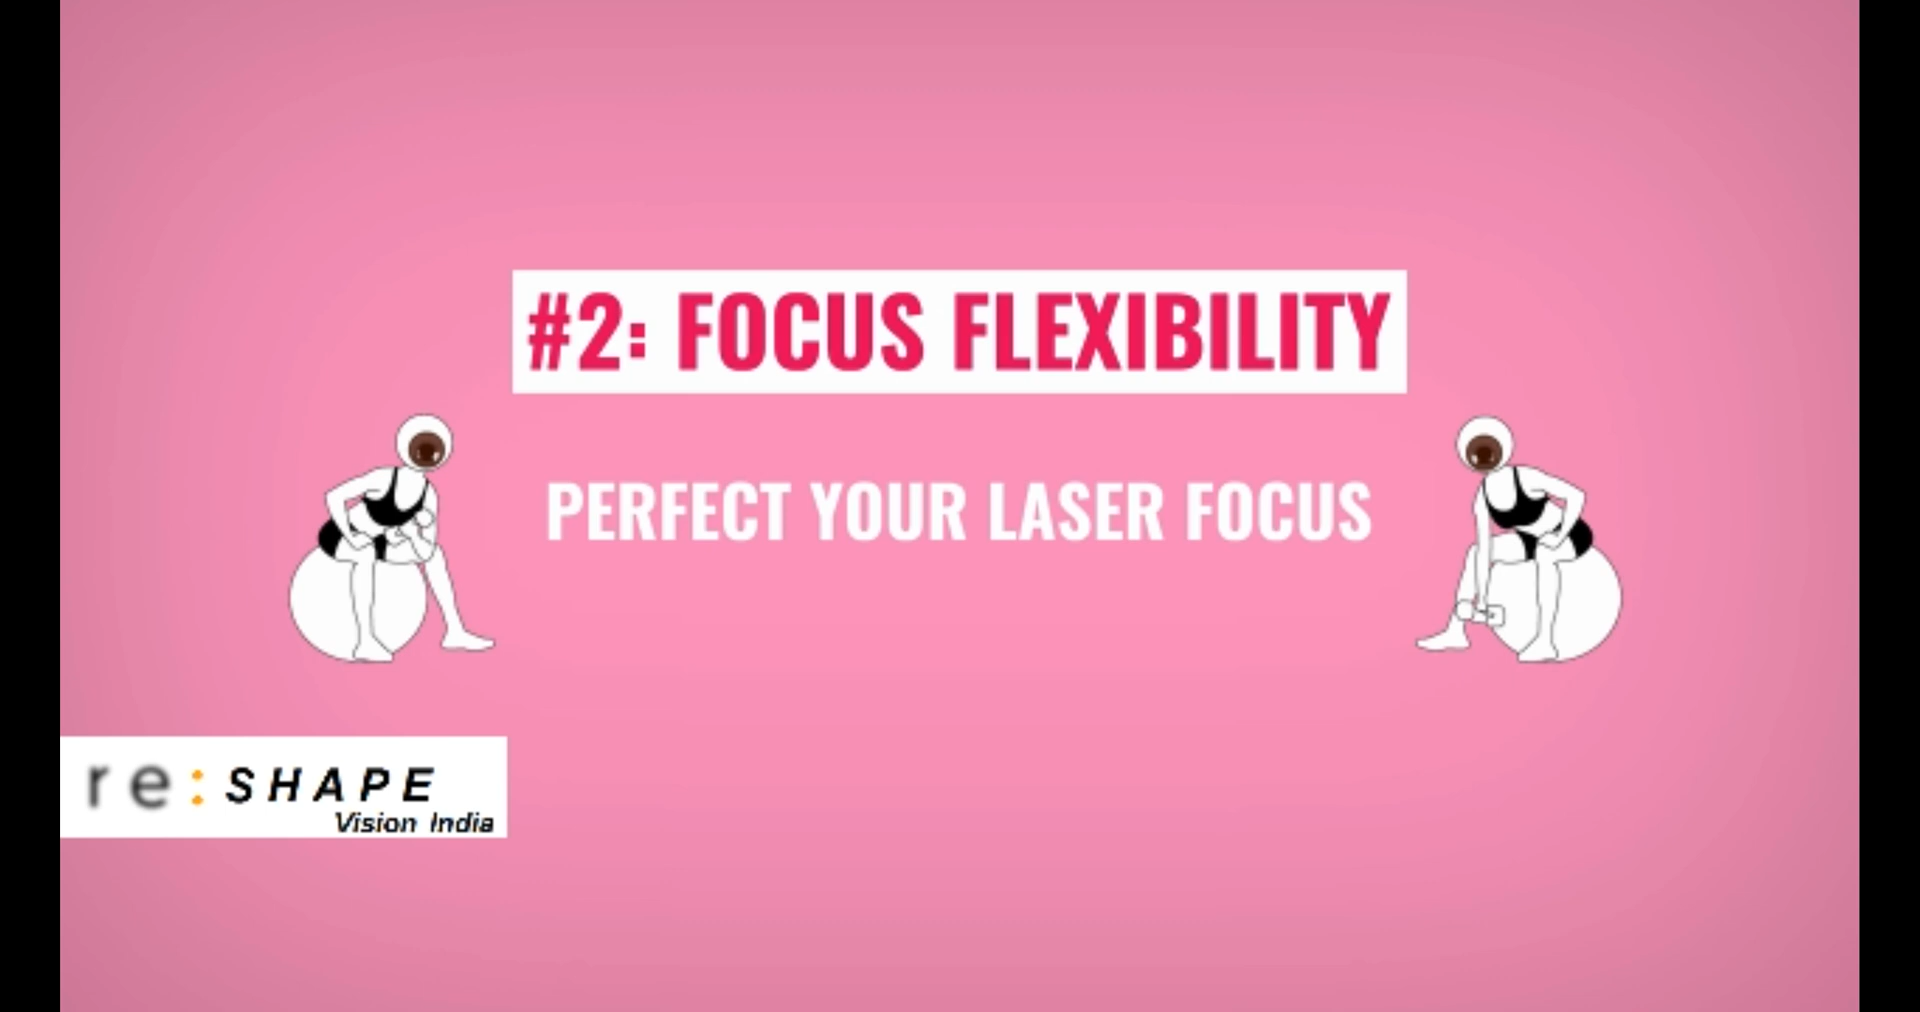 #2: FOCUS FLEXIBILITY
PERFECT YOUR LASER FOCUS
re:SHAPE
Vision India